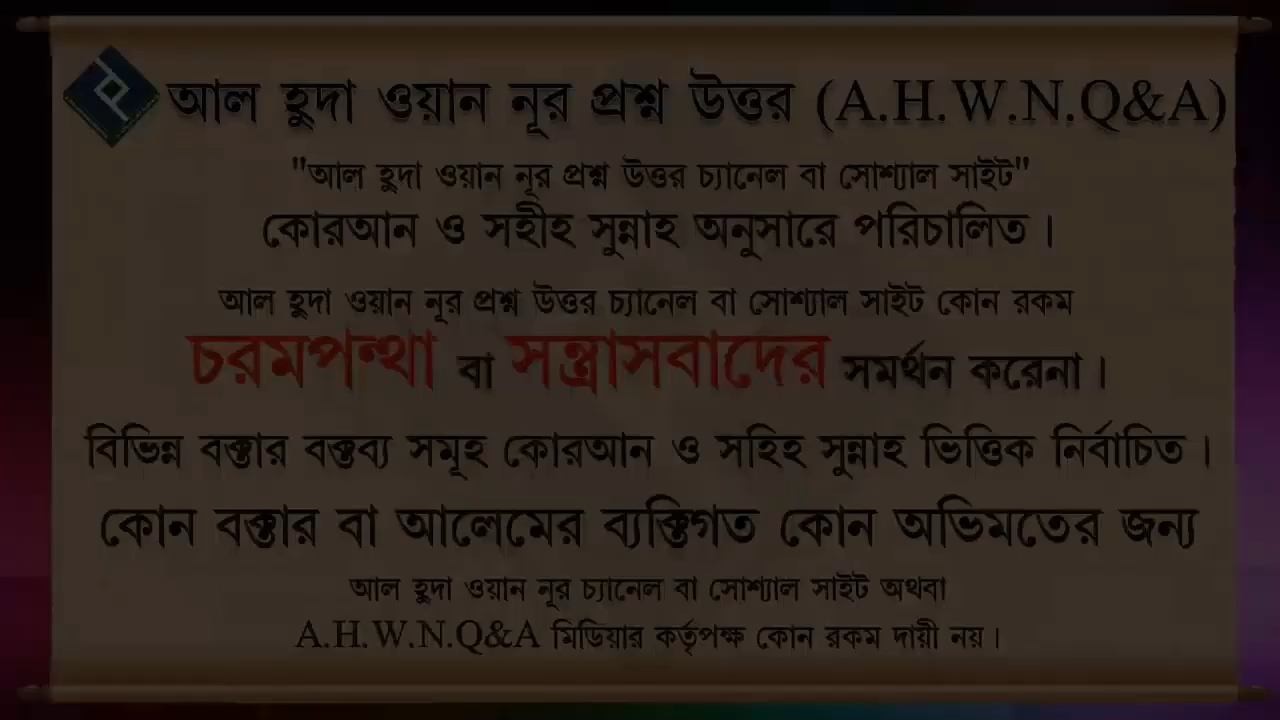 আল হুদা ওয়ান নূর প্রশ্ন উত্তর (A.H.W.N.Q&A)
"আল হুদা ওয়ান নূর প্রশ্ন উত্তর চ্যানেল বা সোশ্যাল সাইট"
কোরআন ও সহীহ সুন্নাহ অনুসারে পরিচালিত।
আল হুদা ওয়ান নূর প্রশ্ন উত্তর চ্যানেল বা সোশ্যাল সাইট কোন রকম
চরমপন্থা বা সন্ত্রাসবাদের সমর্থন করেনা।
বিভিন্ন বক্তার বক্তব্য সমূহ কোরআন ও সহিহ সুন্নাহ ভিত্তিক নির্বাচিত।
কোন বক্তার বা আলেমের ব্যক্তিগত কোন অভিমতের জন্য
আল হুদা ওয়ান নূর চ্যানেল বা সোশ্যাল সাইট অথবা
A.H.W.N.Q&A মিডিয়ার কর্তৃপক্ষ কোন রকম দায়ী নয়।